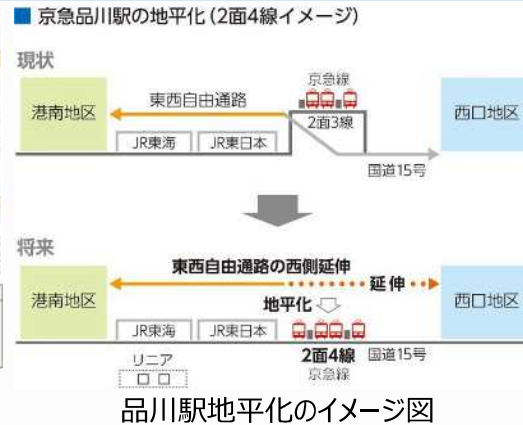 ■ 京急品川駅の地平化（2面4線イメージ）
現状
港南地区
東西自由通路
京急線
2面3線
西口地区
JR東海
JR東日本
国道15号
将来
港南地区
東西自由通路の西側延伸
延伸
西口地区
地平化
JR東海
JR東日本
2面4線
国道15号
リニア
京急線
品川駅地平化のイメージ図